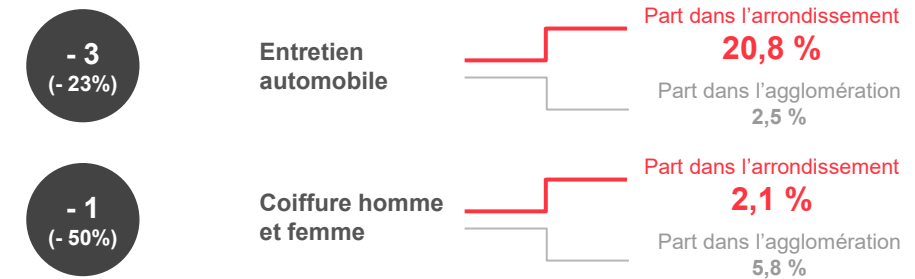 - 3
(- 23%)
Entretien
automobile
Part dans l’arrondissement
20,8 %
Part dans l’agglomération
2,5 %
- 1
(- 50%)
Coiffure homme
et femme
Part dans l’arrondissement
2,1 %
Part dans l’agglomération
5,8 %